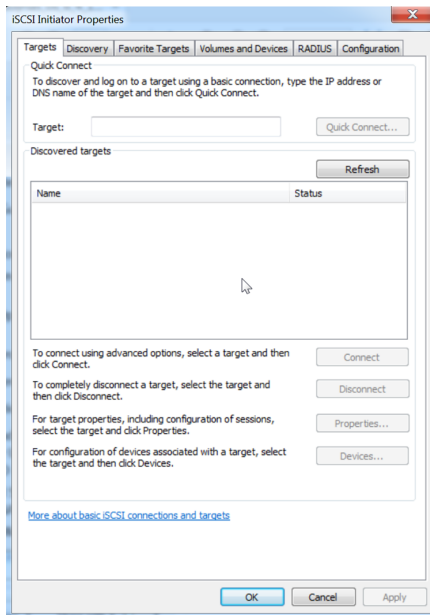 iSCSI Initiator Properties
Targets Discovery Favorite Targets Volumes and Devices RADIUS Configuration
Quick Connect
To discover and log on to a target using a basic connection, type the IP address or
DNS name of the target and then click Quick Connect.
Target: Quick Connect...
Discovered targets
Refresh
Name Status
To connect using advanced options, select a target and then
click Connect.
Connect
To completely disconnect a target, select the target and
then click Disconnect.
Disconnect
For target properties, including configuration of sessions,
select the target and click Properties.
Properties...
For configuration of devices associated with a target, select
the target and then click Devices.
Devices...
More about basic iSCSI connections and targets
OK Cancel Apply